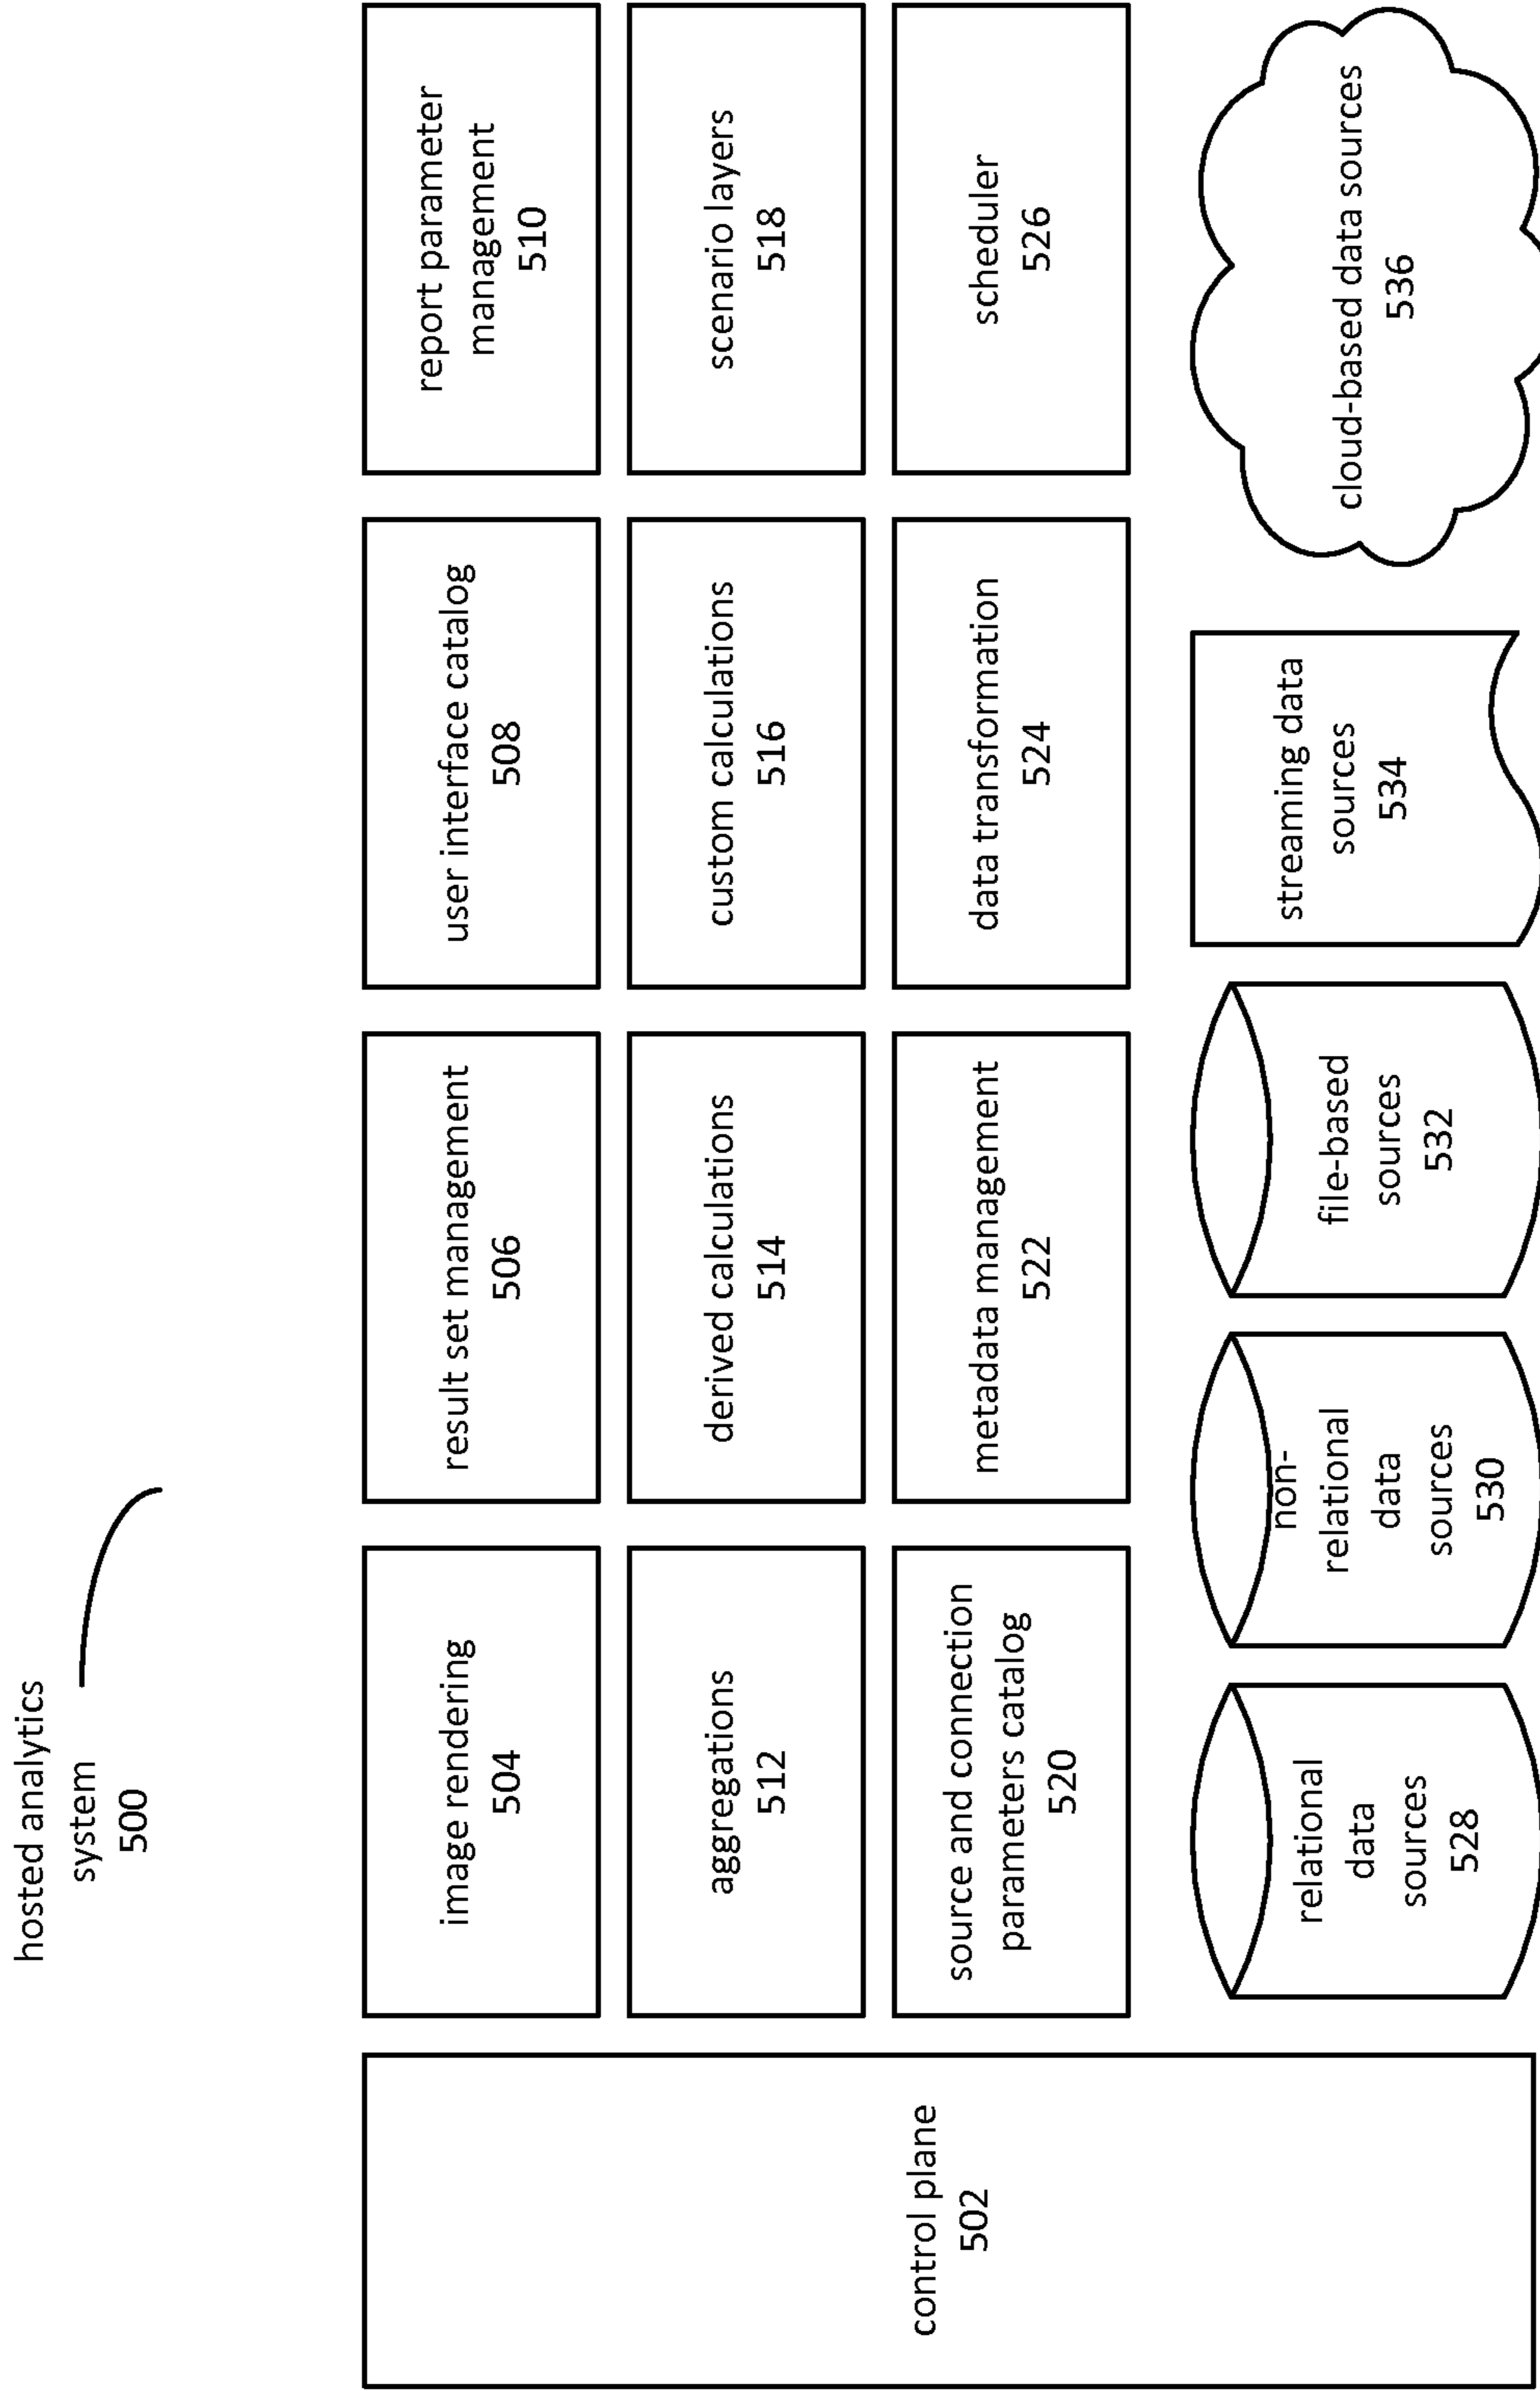 hosted analytics
system
500
control plane
502
image rendering
504
result set management
506
user interface catalog
508
report parameter
management
510
aggregations
512
derived calculations
514
custom calculations
516
scenario layers
518
source and connection
parameters catalog
520
metadata management
522
data transformation
524
scheduler
526
relational
data
sources
528
non-
relational
data
sources
530
file-based
sources
532
streaming data
sources
534
cloud-based data sources
536